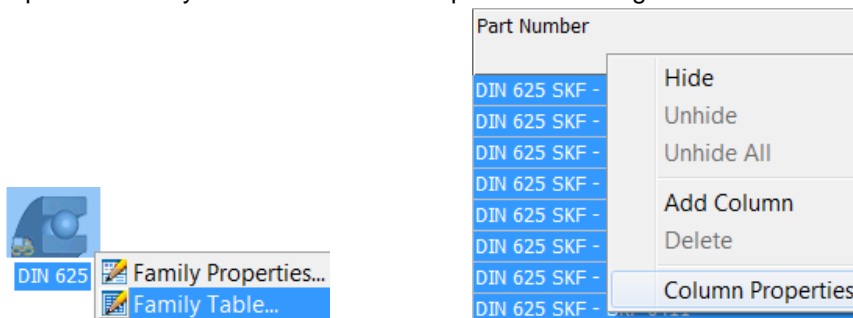 Part Number
Hide
DIN 625 SKF -
Unhide
DIN 625 SKF -
Unhide All
DIN 625 SKF -
DIN 625 SKF -
Add Column
DIN 625 SKF -
Delete
DIN 625 SKF -
DIN 625 SKF -
Column Properties
DIN 625 SKF -
DIN 625
Family Properties...
Family Table...